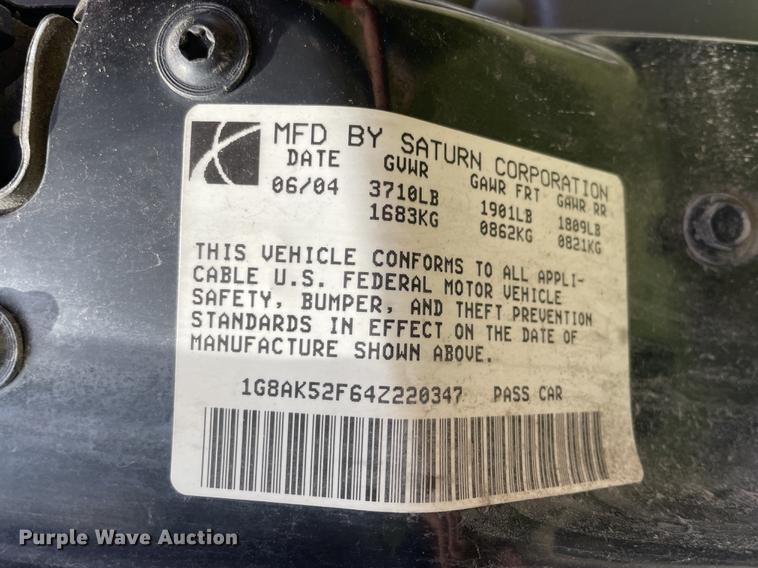 MFD BY SATURN CORPORATION
DATE GVWR GAWR FRT GAWR RR
06/04 3710LB 1901LB 1809LB
1683KG 0862KG 0821KG
THIS VEHICLE CONFORMS TO ALL APPLI-
CABLE U.S. FEDERAL MOTOR VEHICLE
SAFETY, BUMPER, AND THEFT PREVENTION
STANDARDS IN EFFECT ON THE DATE OF
MANUFACTURE SHOWN ABOVE.
1G8AK52F64Z220347 PASS CAR
Purple Wave Auction